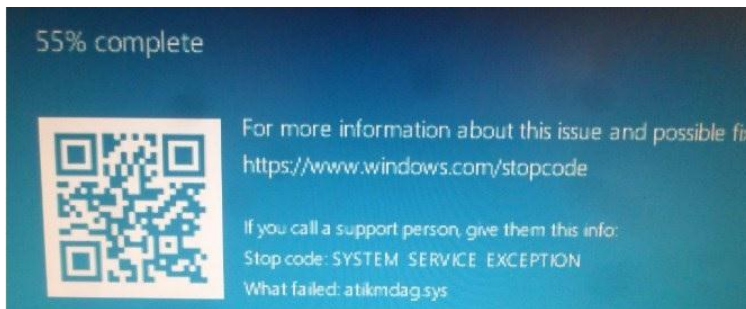 55% complete
For more information about this issue and possible
https://www.windows.com/stopcode
If you call a support person, give them this info:
Stop code: SYSTEM SERVICE EXCEPTION
What failed: atikmdag.sys